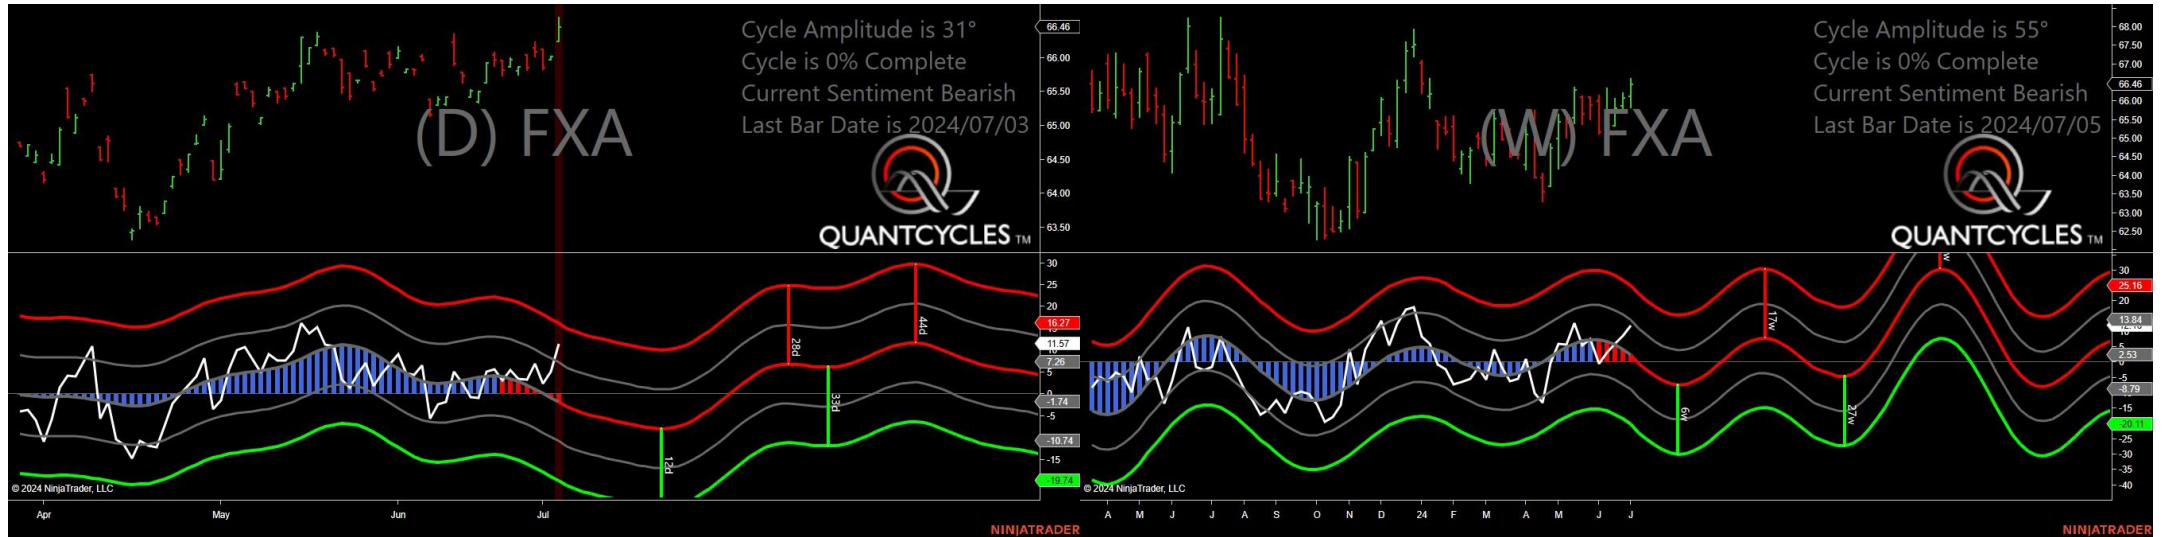 Cycle Amplitude is 31°
Cycle is 0% Complete
Current Sentiment Bearish
Last Bar Date is 2024/07/03
(D) FXA
QUANTCYCLES TM
66.46
66.00
65.50
65.00
64.50
64.00
63.50
30
25
20
16.27
11.57
7.26
5
0
-1.74
-5
-10.74
-15
-19.74
28d
44d
33d
12d
© 2024 NinjaTrader, LLC
Apr
May
Jun
Jul
NINJATRADER
Cycle Amplitude is 55°
Cycle is 0% Complete
Current Sentiment Bearish
Last Bar Date is 2024/07/05
(W) FXA
QUANTCYCLES TM
68.00
67.50
67.00
66.46
66.00
65.50
65.00
64.50
64.00
63.50
63.00
62.50
30
25.16
20
13.84
2.53
-5
-8.79
-15
-20.11
-25
-30
-35
-40
17w
6w
27w
w
© 2024 NinjaTrader, LLC
A M J J A S O N D 24 F M A M J J
NINJATRADER